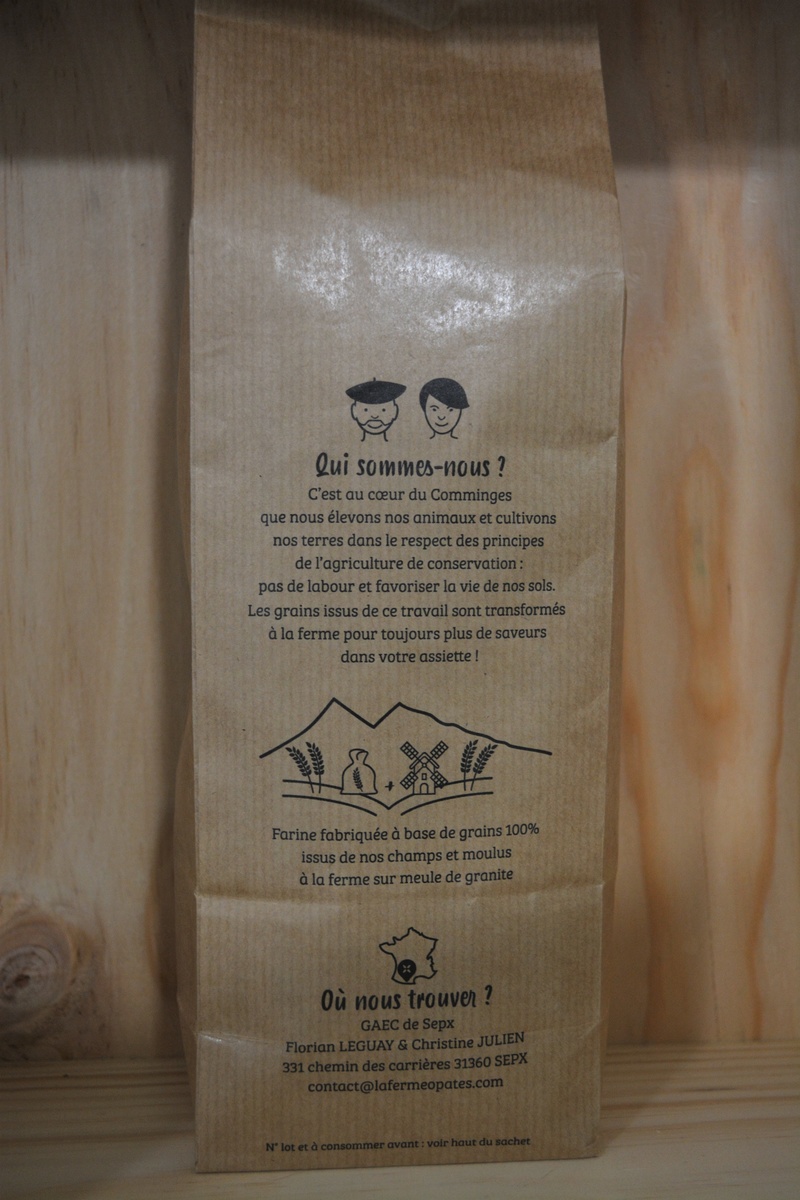 Qui sommes-nous ?
C'est au cœur du Comminges
que nous élevons nos animaux et cultivons
nos terres dans le respect des principes
de l'agriculture de conservation :
pas de labour et favoriser la vie de nos sols.
Les grains issus de ce travail sont transformés
à la ferme pour toujours plus de saveurs
dans votre assiette !
Farine fabriquée à base de grains 100%
issus de nos champs et moulus
à la ferme sur meule de granite
Où nous trouver ?
GAEC de Sepx
Florian LEGUAY & Christine JULIEN
331 chemin des carrières 31360 SEPX
contact@lafermeopates.com
N° lot et à consommer avant : voir haut du sachet